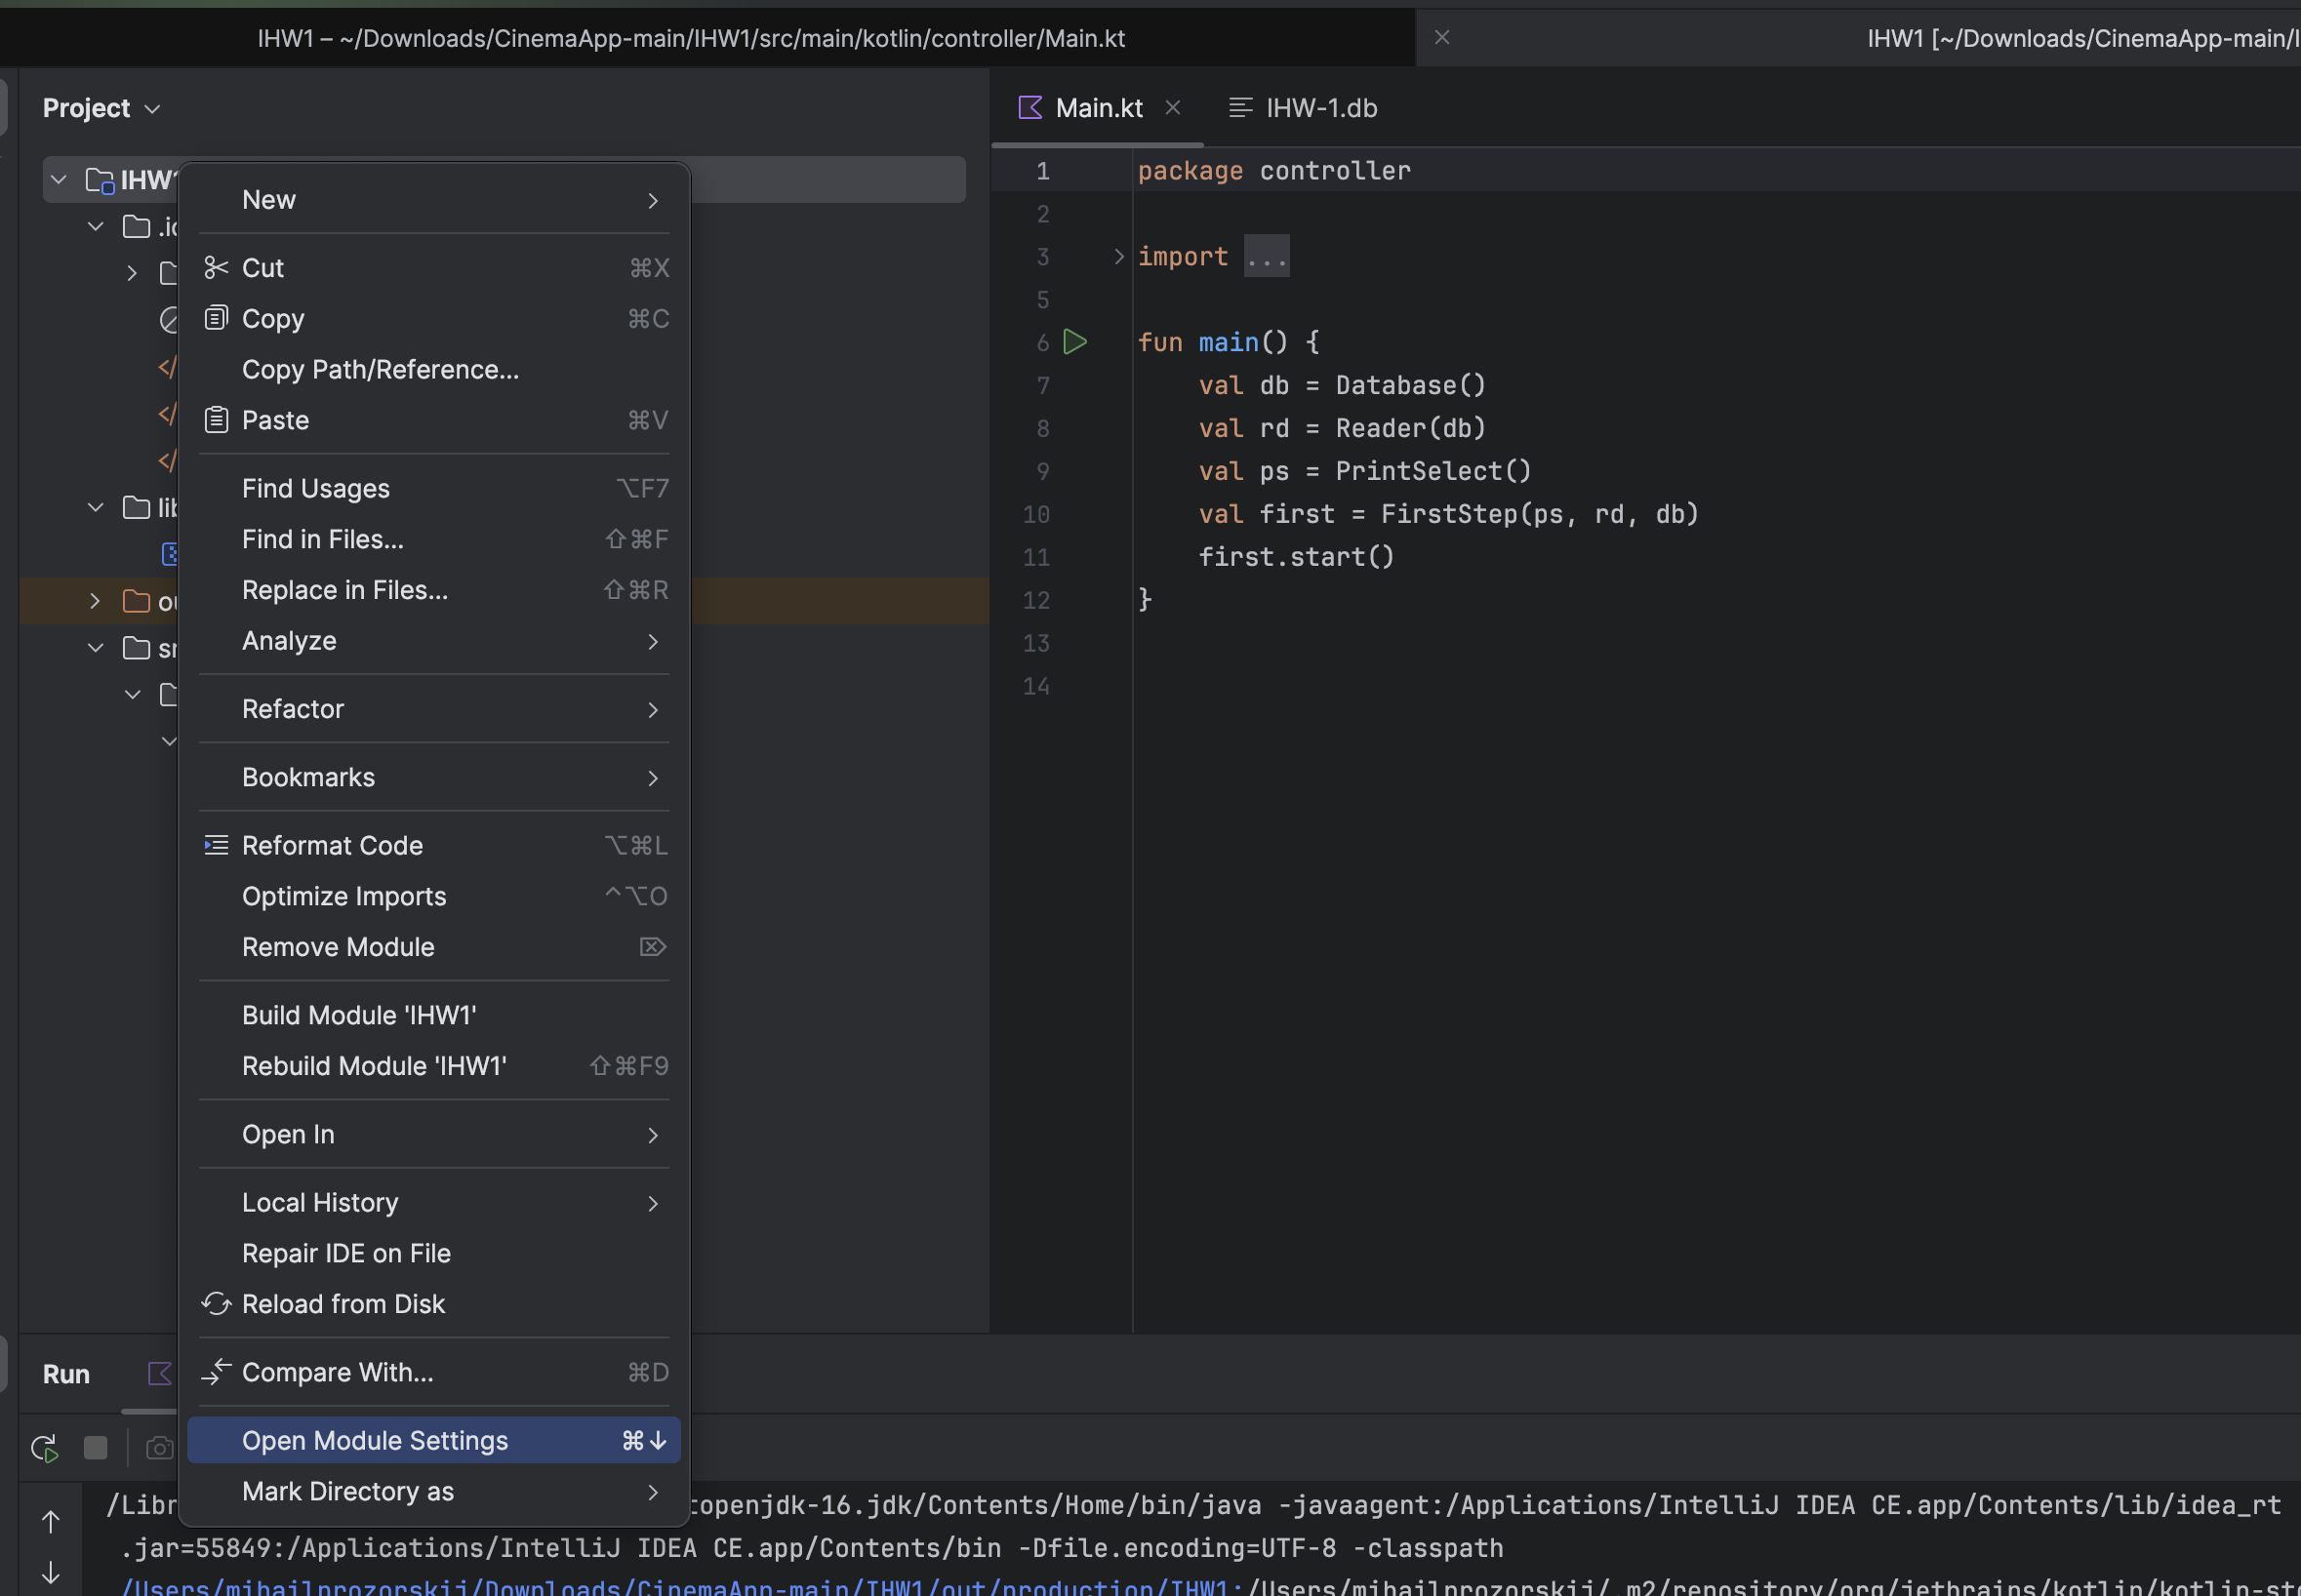 IHW1 – ~/Downloads/CinemaApp-main/IHW1/src/main/kotlin/controller/Main.kt
IHW1 [~/Downloads/CinemaApp-main/I
Project
Main.kt
IHW-1.db
IHW1
New
Cut ⌘X
Copy ⌘C
Copy Path/Reference...
Paste ⌘V
Find Usages ⌥F7
Find in Files... ⇧⌘F
Replace in Files... ⇧⌘R
Analyze
Refactor
Bookmarks
Reformat Code ⌥⌘L
Optimize Imports ^⌥O
Remove Module ⌦
Build Module 'IHW1'
Rebuild Module 'IHW1' ⇧⌘F9
Open In
Local History
Repair IDE on File
Reload from Disk
Compare With... ⌘D
Open Module Settings ⌘↓
Mark Directory as
1 package controller
2
3 import ...
5
6 fun main() {
7 val db = Database()
8 val rd = Reader(db)
9 val ps = PrintSelect()
10 val first = FirstStep(ps, rd, db)
11 first.start()
12 }
13
14
Run
/Libr
topenjdk-16.jdk/Contents/Home/bin/java -javaagent:/Applications/IntelliJ IDEA CE.app/Contents/lib/idea_rt
.jar=55849:/Applications/IntelliJ IDEA CE.app/Contents/bin -Dfile.encoding=UTF-8 -classpath
/Users/mihailprozorskij/Downloads/CinemaApp-main/IHW1/out/production/IHW1:/Users/mihailprozorskij/.m2/repository/org/jetbrains/kotlin/kotlin-st